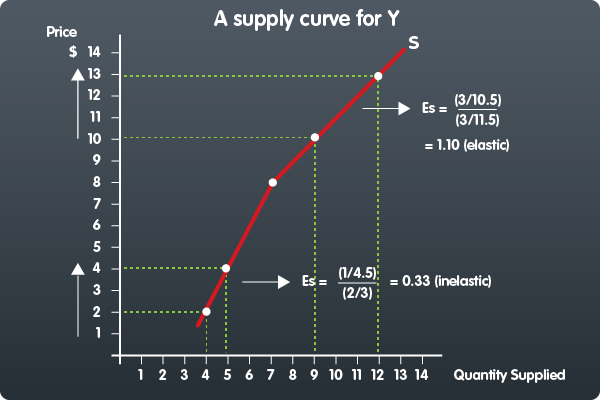 A supply curve for Y
Price
$ 14
S
13
12
11
10
9
8
7
6
5
4
3
2
1
Es = (3/10.5)
(3/11.5)
= 1.10 (elastic)
Es = (1/4.5) = 0.33 (inelastic)
(2/3)
1 2 3 4 5 6 7 8 9 10 11 12 13 14 Quantity Supplied